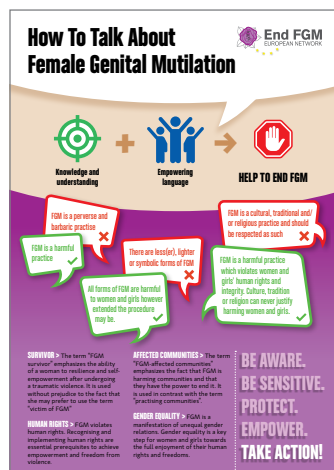 How To Talk About
Female Genital Mutilation
End FGM
EUROPEAN NETWORK
Knowledge and
understanding
Empowering
language
HELP TO END FGM
FGM is a perverse and
barbaric practise
FGM is a harmful
practice
There are less(er), lighter
or symbolic forms of FGM
All forms of FGM are harmful
to women and girls however
extended the procedure
may be.
FGM is a cultural, traditional and/
or religious practice and should
be respected as such
FGM is a harmful practice
which violates women and
girls' human rights and
integrity. Culture, tradition
or religion can never justify
harming women and girls.
SURVIVOR > The term "FGM
survivor" emphasizes the ability
of a woman to resilience and self-
empowerment after undergoing
a traumatic violence. It is used
without prejudice to the fact that
she may prefer to use the term
"victim of FGM"
HUMAN RIGHTS > FGM violates
human rights. Recognising and
implementing human rights are
essential prerequisites to achieve
empowerment and freedom from
violence.
AFFECTED COMMUNITIES > The term
"FGM-affected communities"
emphasizes the fact that FGM is
harming communities and that
they have the power to end it. It
is used in contrast with the term
"practising communities".
GENDER EQUALITY > FGM is a
manifestation of unequal gender
relations. Gender equality is a key
step for women and girls towards
the full enjoyment of their human
rights and freedoms.
BE AWARE.
BE SENSITIVE.
PROTECT.
EMPOWER.
TAKE ACTION!